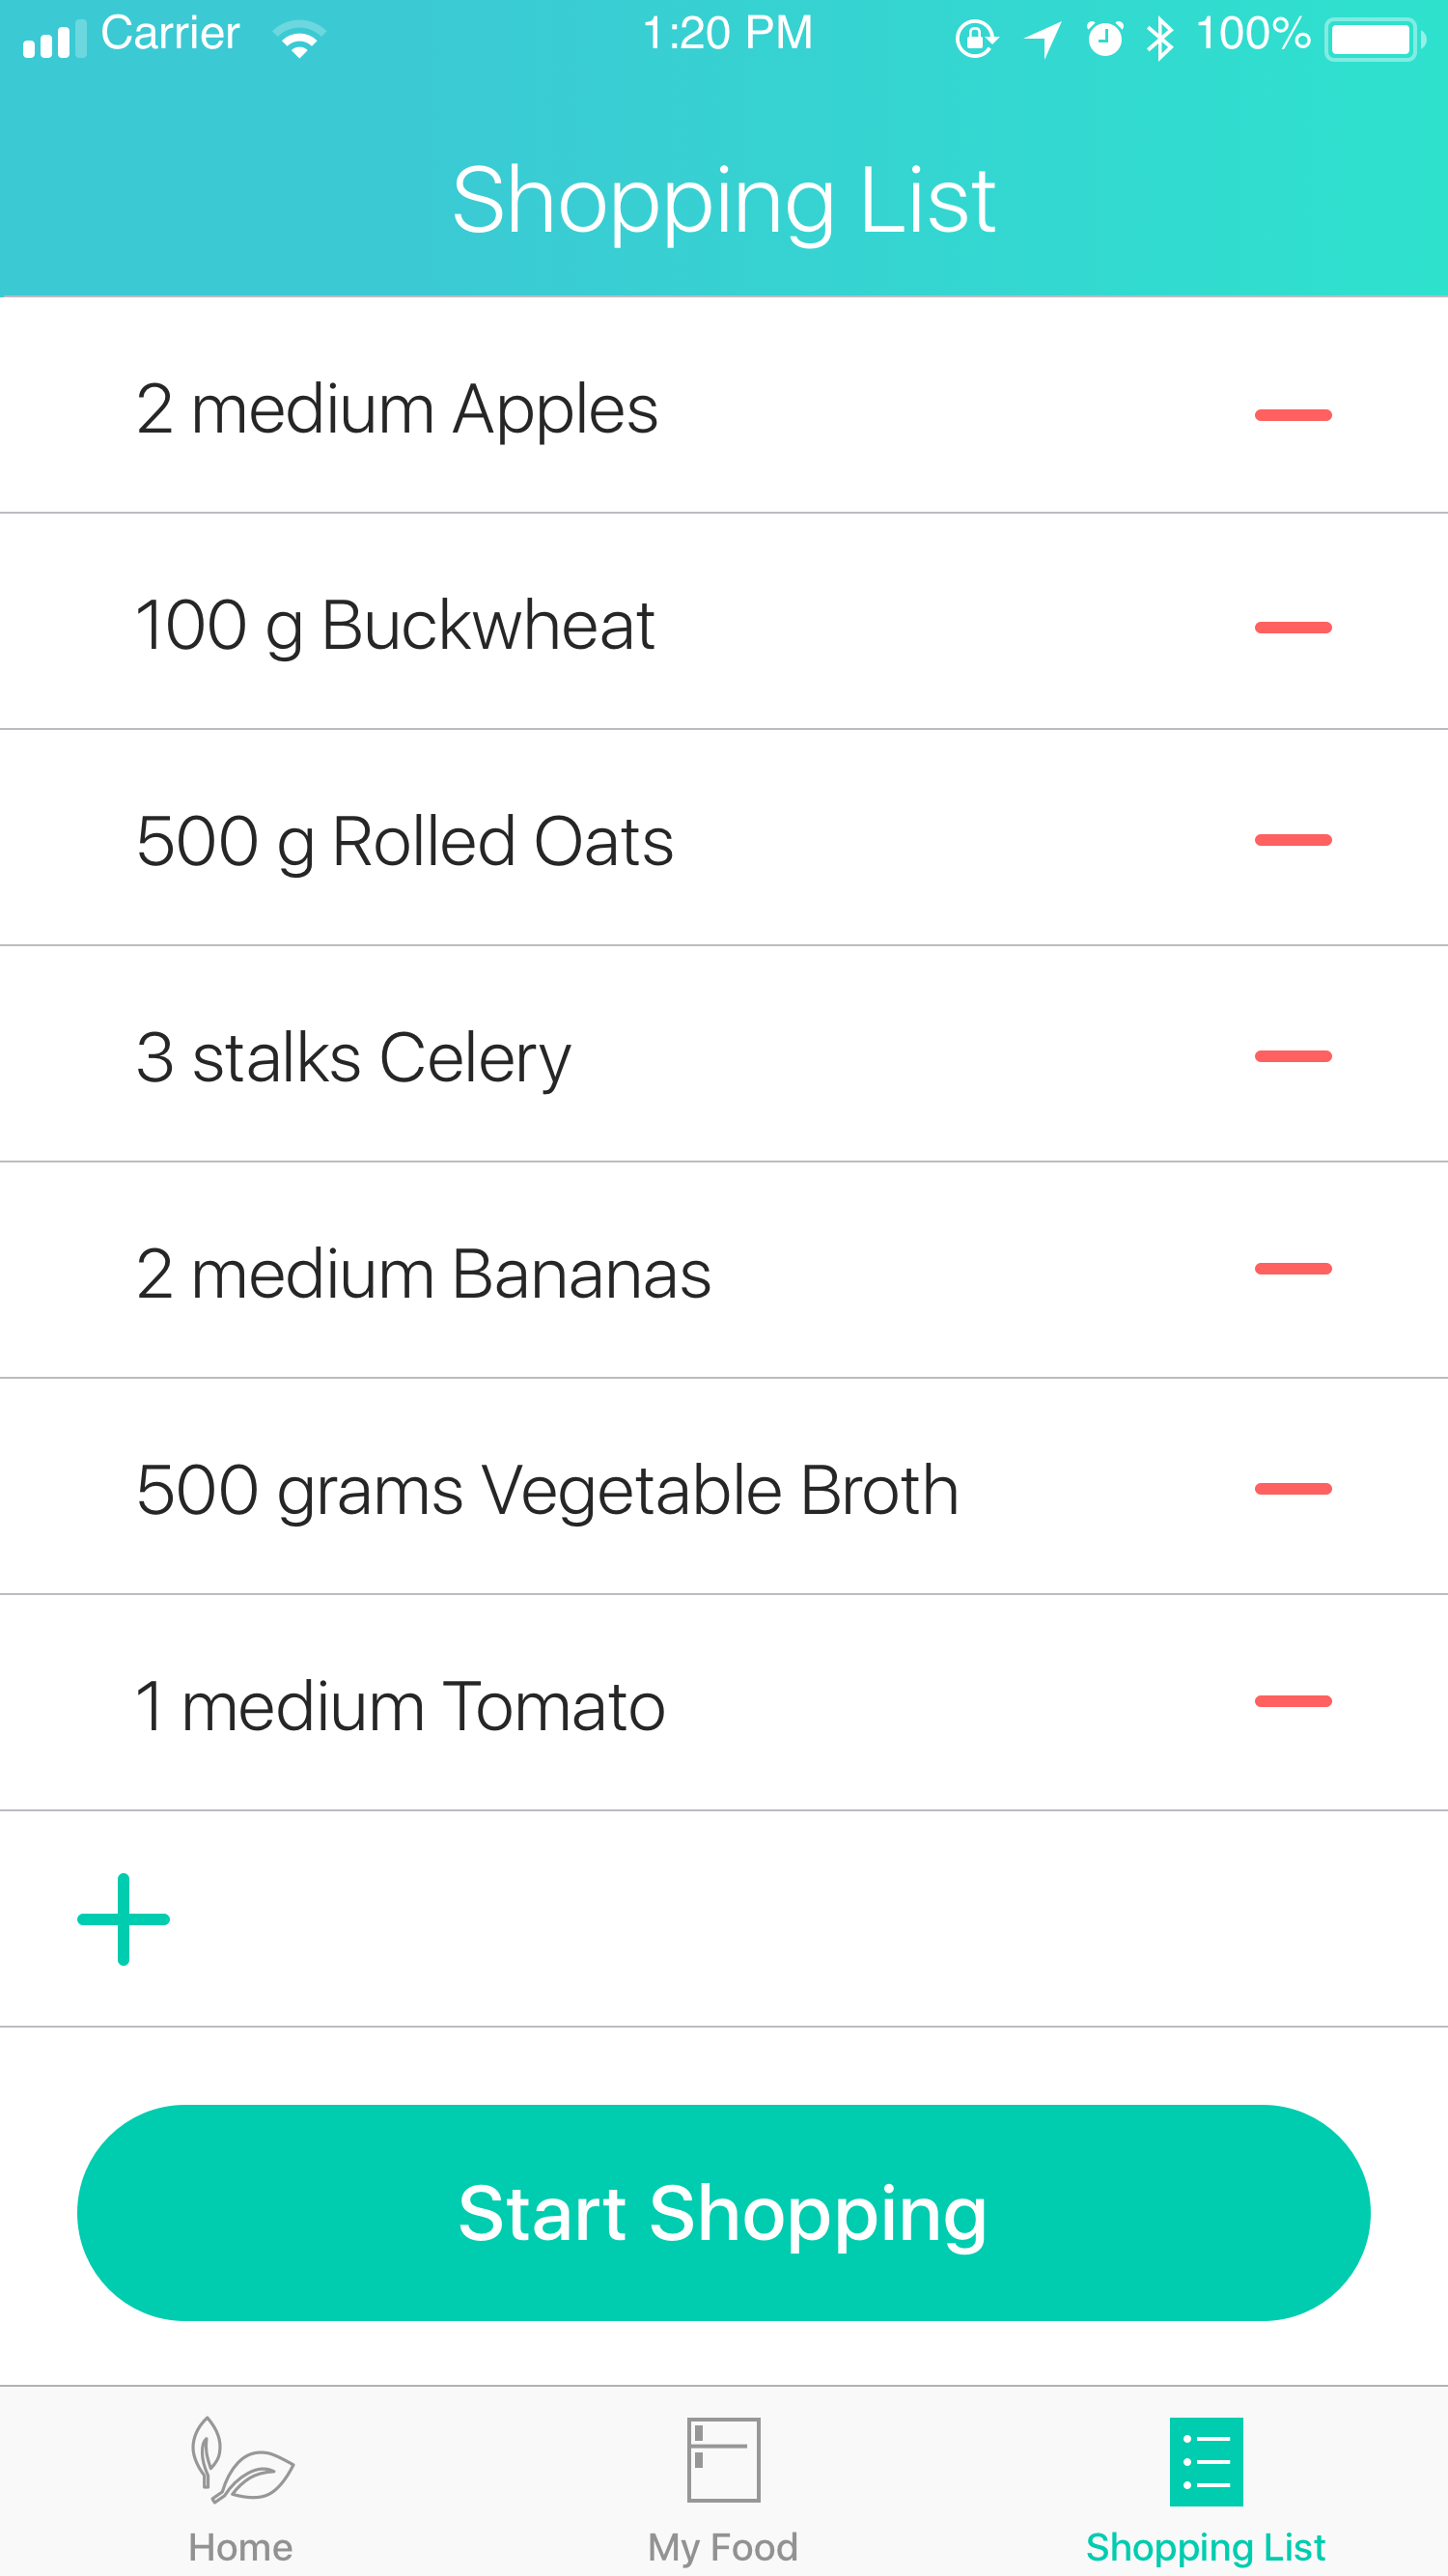 Carrier 1:20 PM 100%
Shopping List
2 medium Apples
100 g Buckwheat
500 g Rolled Oats
3 stalks Celery
2 medium Bananas
500 grams Vegetable Broth
1 medium Tomato
Start Shopping
Home My Food Shopping List